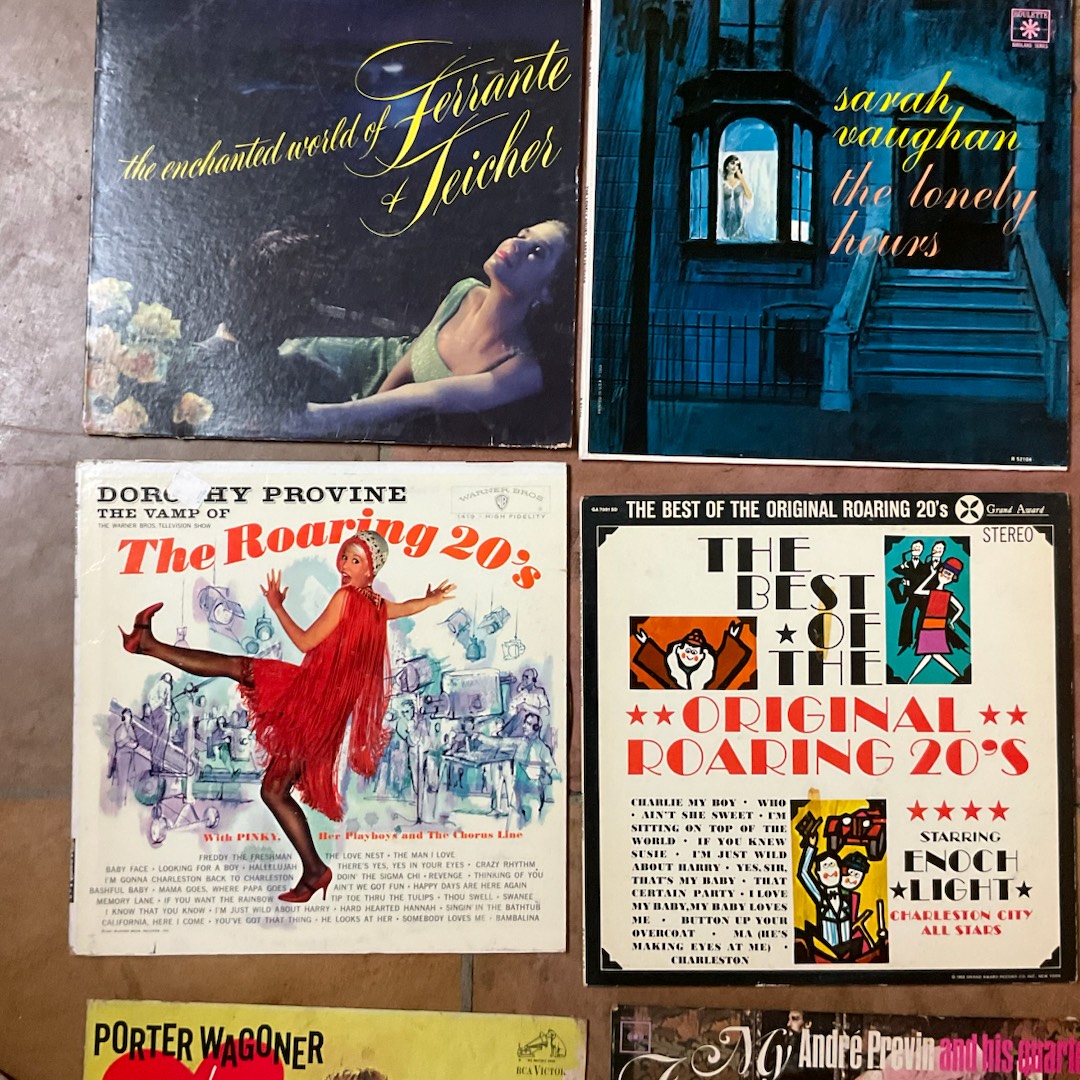 the enchanted world of Ferrante
& Teicher
ROULETTE
BIRDLAND SERIES
sarah
vaughan
the lonely
hours
R 52104
DOROTHY PROVINE
THE VAMP OF
THE WARNER BROS. TELEVISION SHOW
The Roaring 20's
WARNER BROS.
WB
1419 · HIGH FIDELITY
With PINKY, Her Playboys and The Chorus Line
FREDDY THE FRESHMAN THE LOVE NEST · THE MAN I LOVE
BABY FACE · LOOKING FOR A BOY · HALLELUJAH THERE'S YES, YES IN YOUR EYES · CRAZY RHYTHM
I'M GONNA CHARLESTON BACK TO CHARLESTON DOIN' THE SIGMA CHI · REVENGE · THINKING OF YOU
BASHFUL BABY · MAMA GOES, WHERE PAPA GOES AIN'T WE GOT FUN · HAPPY DAYS ARE HERE AGAIN
MEMORY LANE · IF YOU WANT THE RAINBOW TIP TOE THRU THE TULIPS · THOU SWELL · SWANEE
I KNOW THAT YOU KNOW · I'M JUST WILD ABOUT HARRY · HARD HEARTED HANNAH · SINGIN' IN THE BATHTUB
CALIFORNIA, HERE I COME · YOU'VE GOT THAT THING · HE LOOKS AT HER · SOMEBODY LOVES ME · BAMBALINA
GA 7091 SD THE BEST OF THE ORIGINAL ROARING 20's Grand Award
STEREO
THE
BEST
★OF
THE
★★ORIGINAL★★
ROARING 20'S
CHARLIE MY BOY · WHO
· AIN'T SHE SWEET · I'M
SITTING ON TOP OF THE
WORLD · IF YOU KNEW
SUSIE · I'M JUST WILD
ABOUT HARRY · YES, SIR,
THAT'S MY BABY · THAT
CERTAIN PARTY · I LOVE
MY BABY, MY BABY LOVES
ME · BUTTON UP YOUR
OVERCOAT · MA (HE'S
MAKING EYES AT ME) ·
CHARLESTON
★★★★
STARRING
ENOCH
★LIGHT★
CHARLESTON CITY
ALL STARS
PORTER WAGONER
RCA VICTOR
My
André Previn and his quart